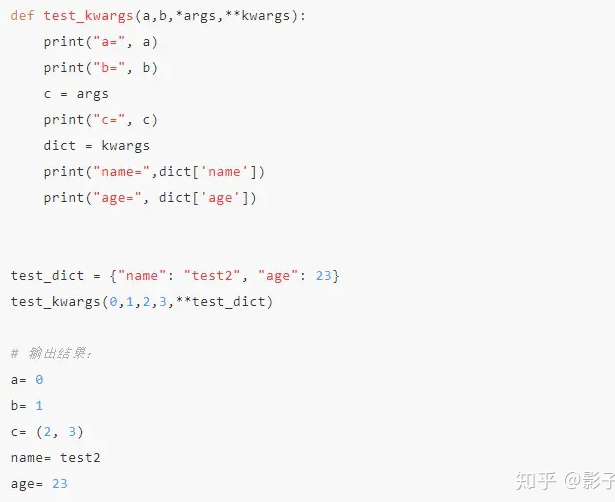 def test_kwargs(a,b,*args,**kwargs):
    print("a=", a)
    print("b=", b)
    c = args
    print("c=", c)
    dict = kwargs
    print("name=",dict['name'])
    print("age=", dict['age'])
test_dict = {"name": "test2", "age": 23}
test_kwargs(0,1,2,3,**test_dict)
# 输出结果:
a= 0
b= 1
c= (2, 3)
name= test2
age= 23
知乎 @影子